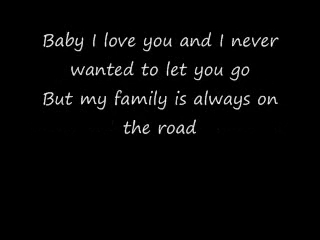 Baby I love you and I never
wanted to let you go
But my family is always on
the road